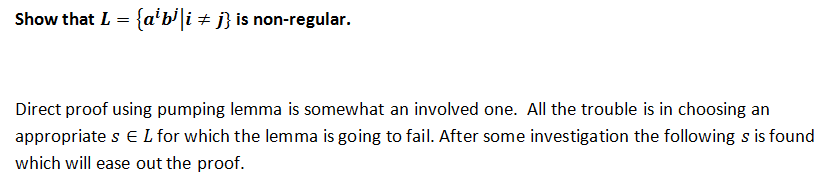 Show that L = {aⁱbʲ|i ≠ j} is non-regular.
Direct proof using pumping lemma is somewhat an involved one. All the trouble is in choosing an
appropriate s ∈ L for which the lemma is going to fail. After some investigation the following s is found
which will ease out the proof.